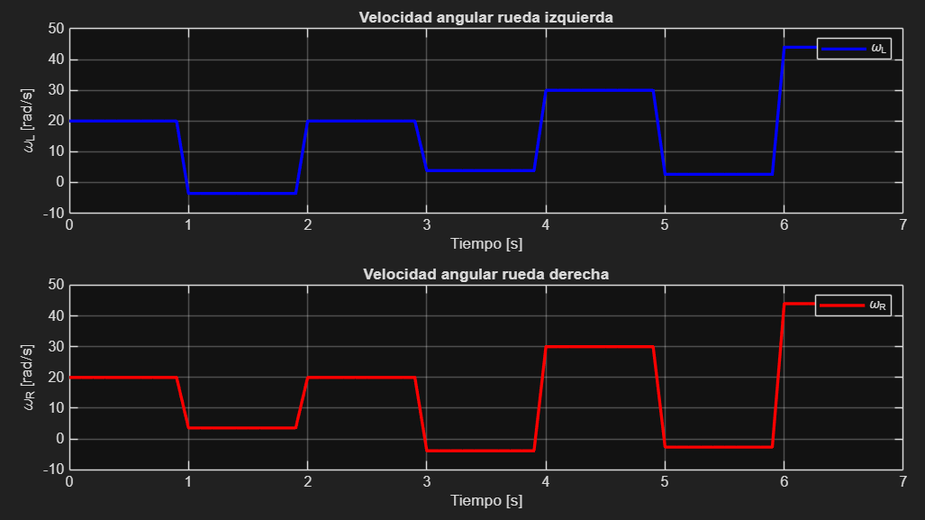 Velocidad angular rueda izquierda
50
40
30
20
10
0
-10
ωL [rad/s]
ωL
0 1 2 3 4 5 6 7
Tiempo [s]
Velocidad angular rueda derecha
50
40
30
20
10
0
-10
ωR [rad/s]
ωR
0 1 2 3 4 5 6 7
Tiempo [s]